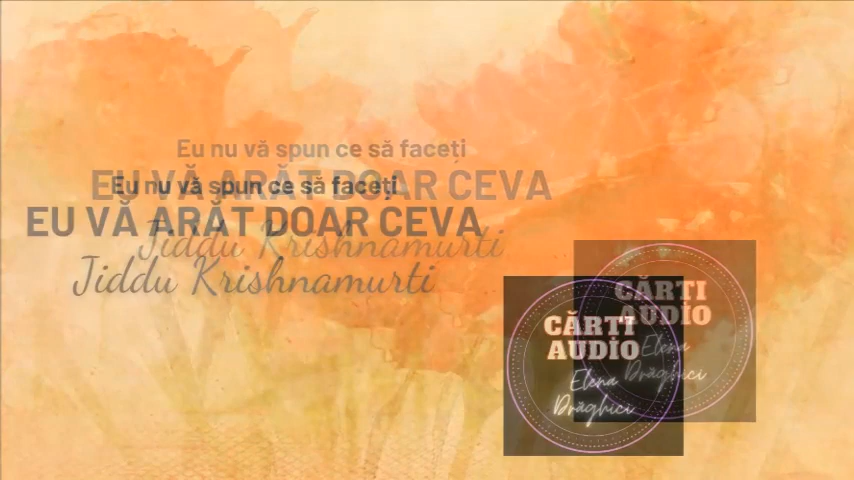 Eu nu vă spun ce să faceți
EU VĂ ARĂT DOAR CEVA
Jiddu Krishnamurti
Eu nu vă spun ce să faceți
EU VĂ ARĂT DOAR CEVA
Jiddu Krishnamurti
CĂRTI
AUDIO
Elena
Drăghici
CĂRTI
AUDIO
Elena
Drăghici